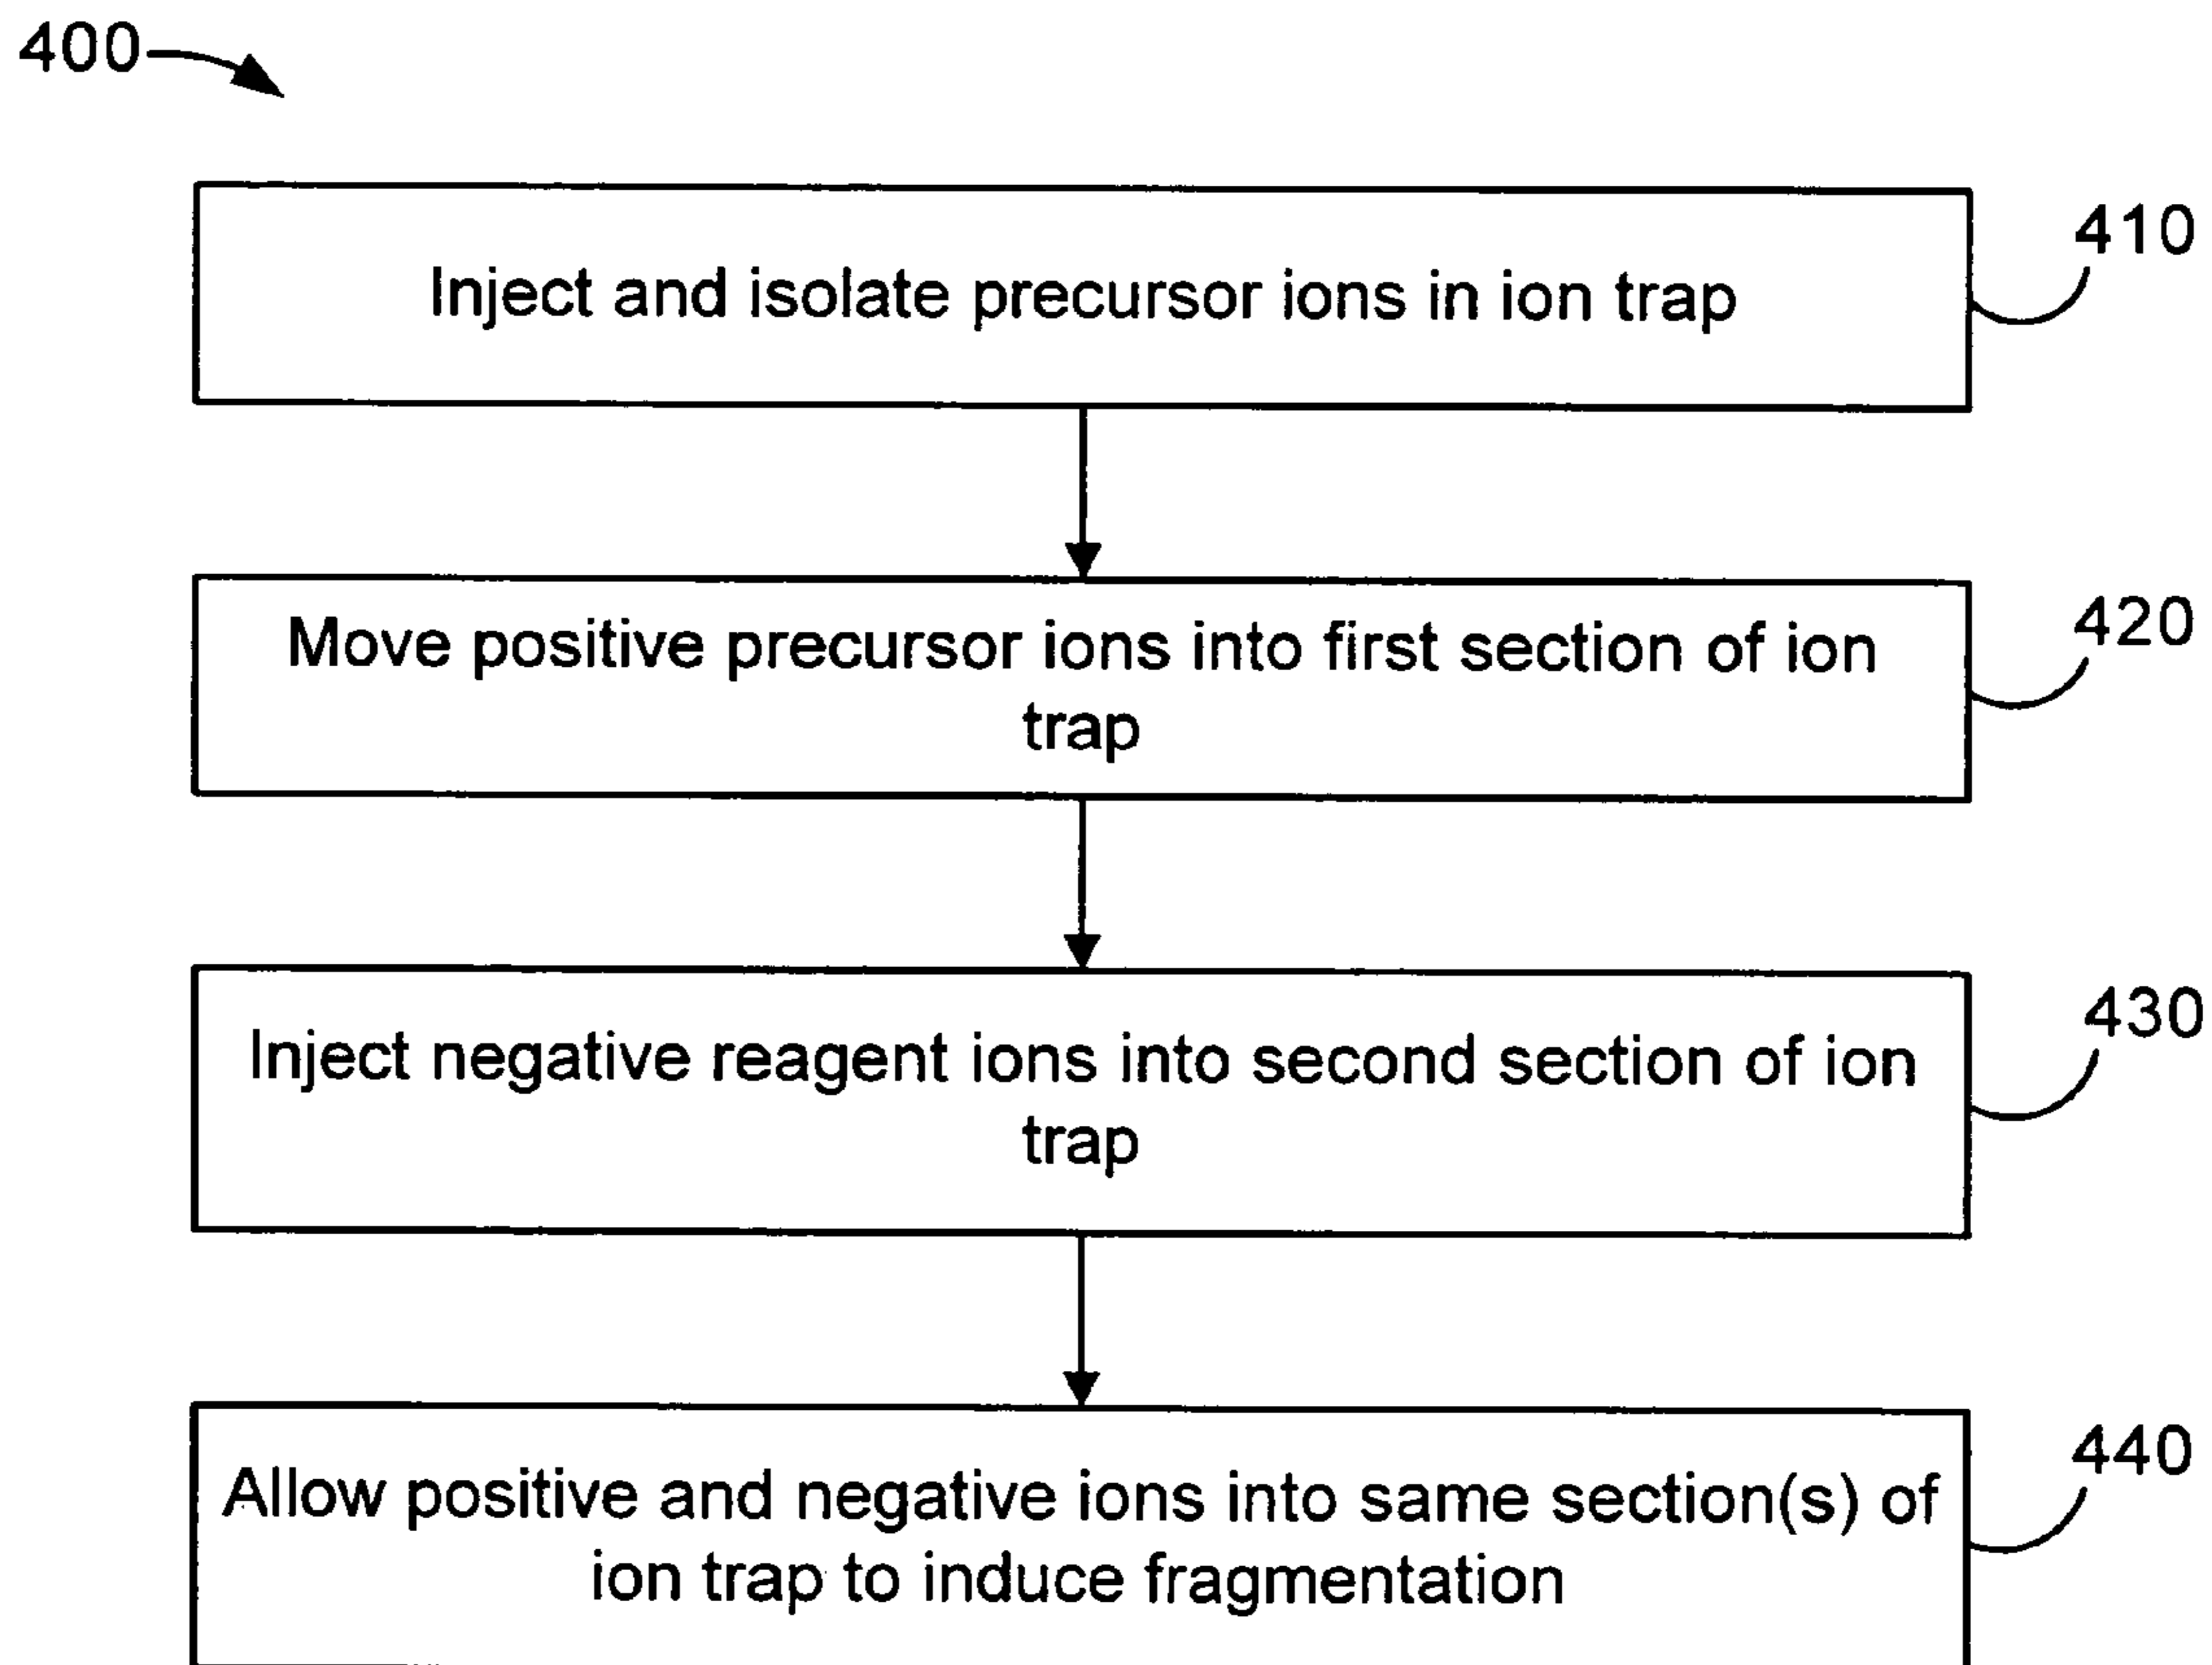 400
Inject and isolate precursor ions in ion trap
410
Move positive precursor ions into first section of ion
trap
420
Inject negative reagent ions into second section of ion
trap
430
Allow positive and negative ions into same section(s) of
ion trap to induce fragmentation
440